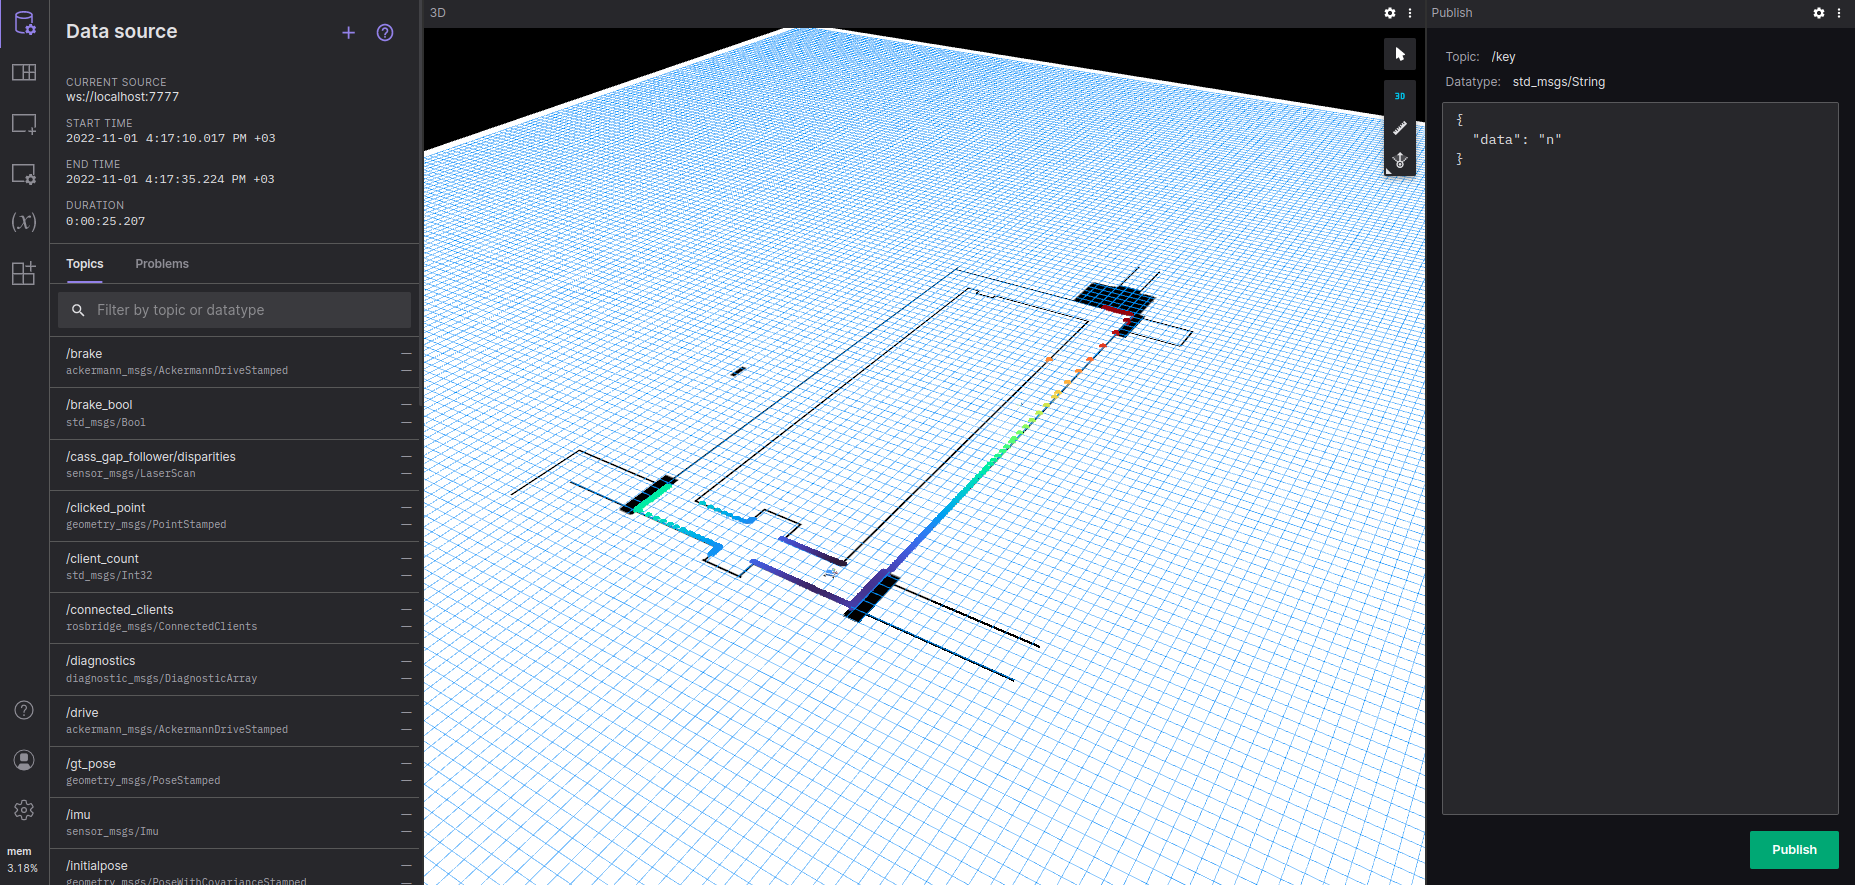 Data source
CURRENT SOURCE
ws://localhost:7777
START TIME
2022-11-01 4:17:10.017 PM +03
END TIME
2022-11-01 4:17:35.224 PM +03
DURATION
0:00:25.207
Topics
Problems
Filter by topic or datatype
/brake
ackermann_msgs/AckermannDriveStamped
/brake_bool
std_msgs/Bool
/cass_gap_follower/disparities
sensor_msgs/LaserScan
/clicked_point
geometry_msgs/PointStamped
/client_count
std_msgs/Int32
/connected_clients
rosbridge_msgs/ConnectedClients
/diagnostics
diagnostic_msgs/DiagnosticArray
/drive
ackermann_msgs/AckermannDriveStamped
/gt_pose
geometry_msgs/PoseStamped
/imu
sensor_msgs/Imu
/initialpose
geometry_msgs/PoseWithCovarianceStamped
(x)
mem
3.18%
3D
3D
Publish
Topic: /key
Datatype: std_msgs/String
{
"data": "n"
}
Publish